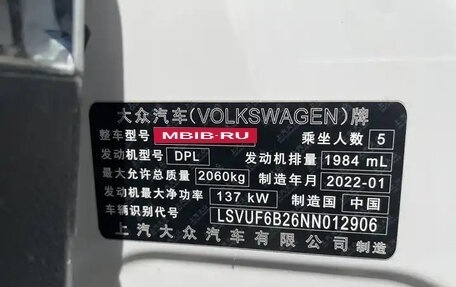 大众汽车(VOLKSWAGEN)牌
整车型号 MBIB.RU 乘坐人数 5
发动机型号 DPL 发动机排量 1984 mL
最大允许总质量 2060kg 制造年月 2022-01
发动机最大净功率 137 kW 制造国 中国
车辆识别代号 LSVUF6B26NN012906
上汽大众汽车有限公司 制造